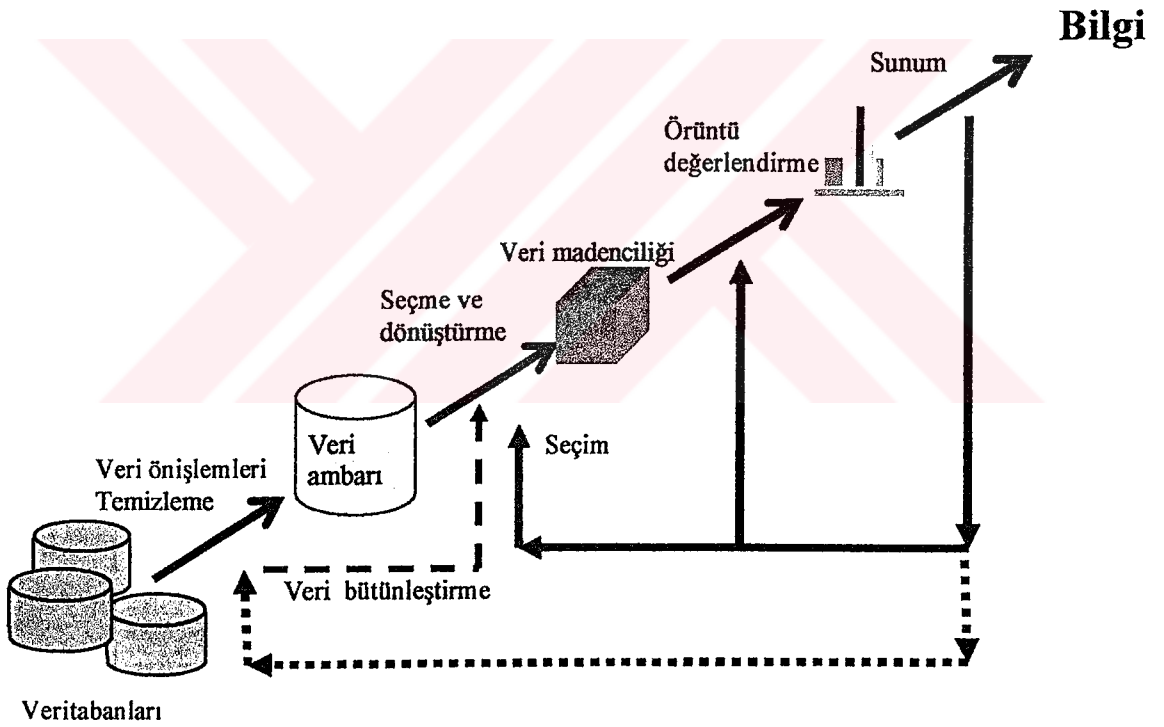 Bilgi
Sunum
Örüntü
değerlendirme
Veri madenciliği
Seçme ve
dönüştürme
Seçim
Veri
ambarı
Veri önişlemleri
Temizleme
Veri bütünleştirme
Veritabanları